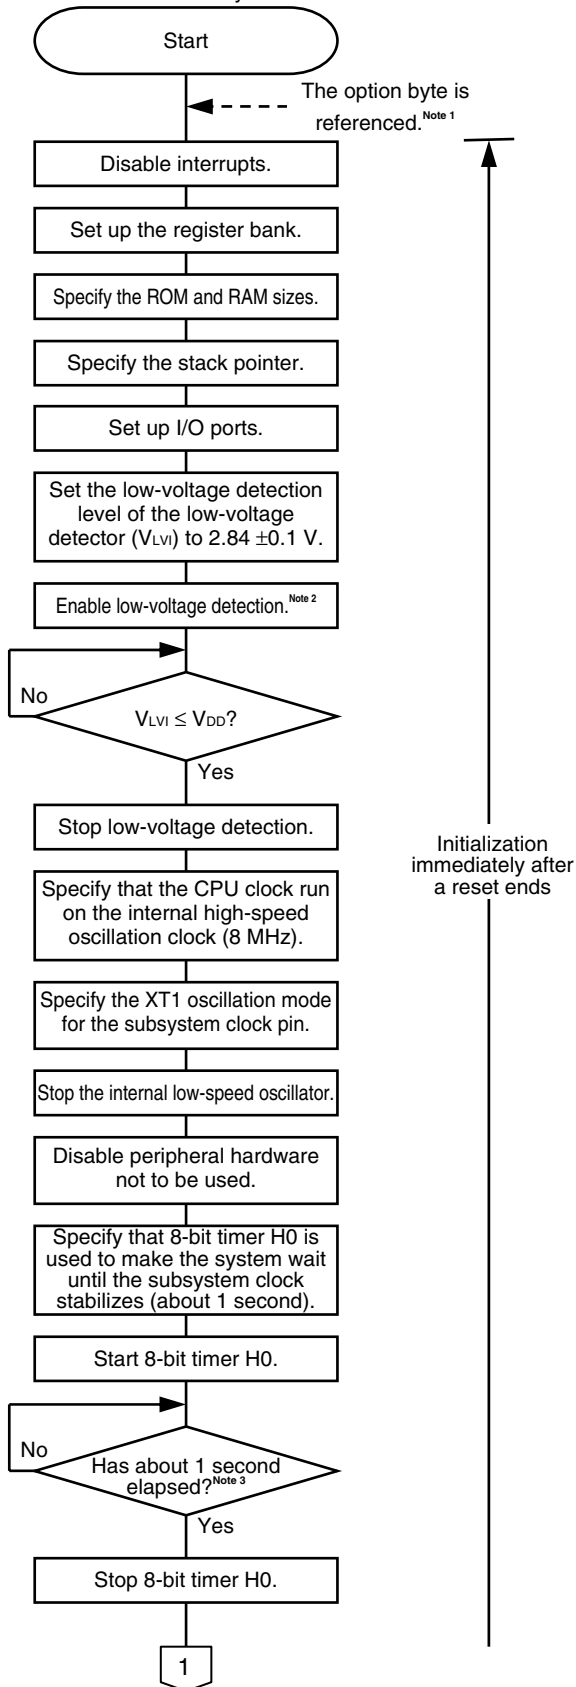 Start
The option byte is
referenced.Note 1
Disable interrupts.
Set up the register bank.
Specify the ROM and RAM sizes.
Specify the stack pointer.
Set up I/O ports.
Set the low-voltage detection
level of the low-voltage
detector (VLVI) to 2.84 ±0.1 V.
Enable low-voltage detection.Note 2
No
VLVI ≤ VDD?
Yes
Stop low-voltage detection.
Specify that the CPU clock run
on the internal high-speed
oscillation clock (8 MHz).
Initialization
immediately after
a reset ends
Specify the XT1 oscillation mode
for the subsystem clock pin.
Stop the internal low-speed oscillator.
Disable peripheral hardware
not to be used.
Specify that 8-bit timer H0 is
used to make the system wait
until the subsystem clock
stabilizes (about 1 second).
Start 8-bit timer H0.
No
Has about 1 second
elapsed?Note 3
Yes
Stop 8-bit timer H0.
1